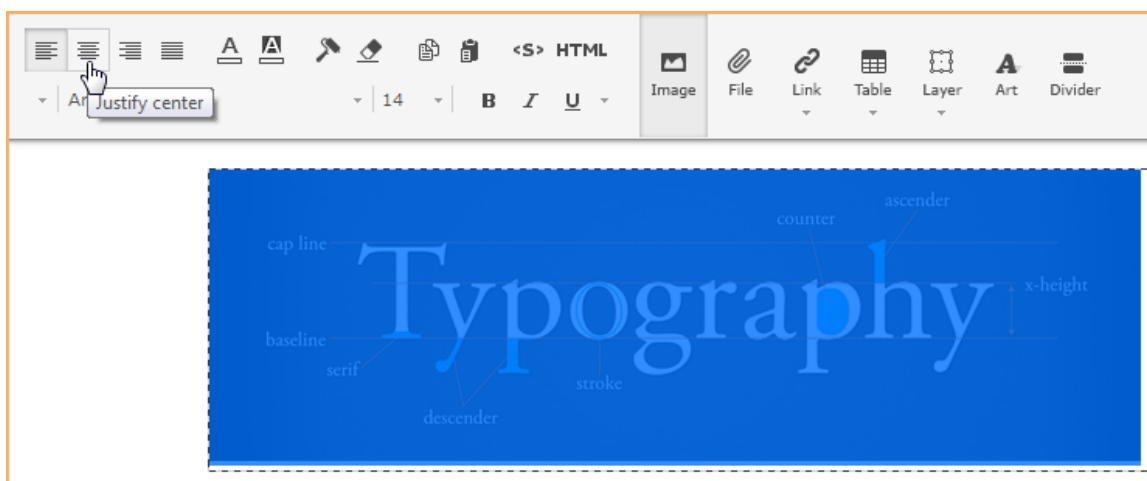 A A <S> HTML
Image File Link Table Layer A Art Divider
14 B I U
Justify center
ascender
counter
cap line
Typography
x-height
baseline
serif
stroke
descender